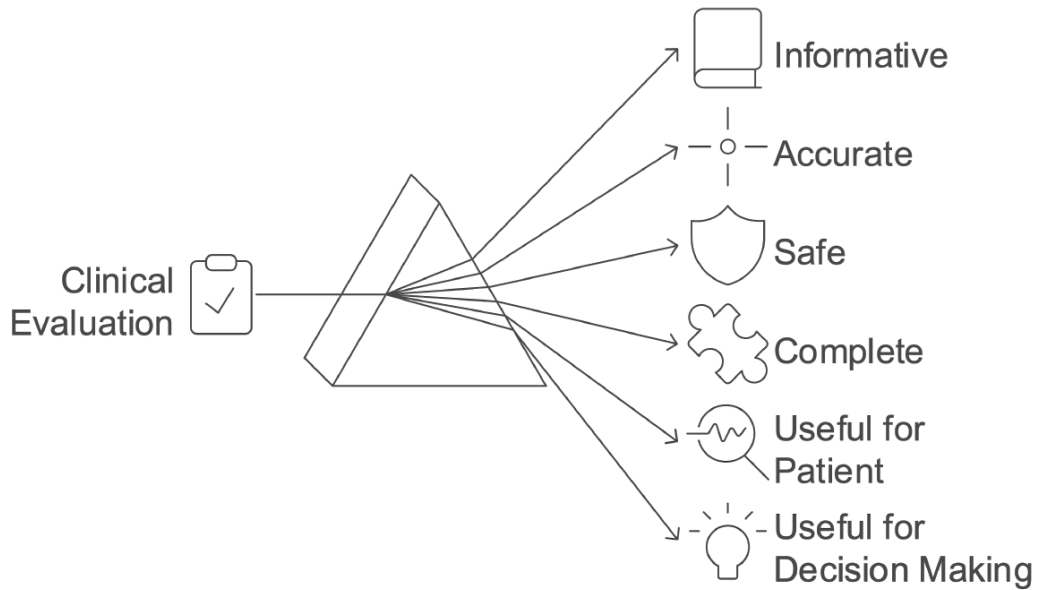 Clinical
Evaluation
Informative
Accurate
Safe
Complete
Useful for
Patient
Useful for
Decision Making